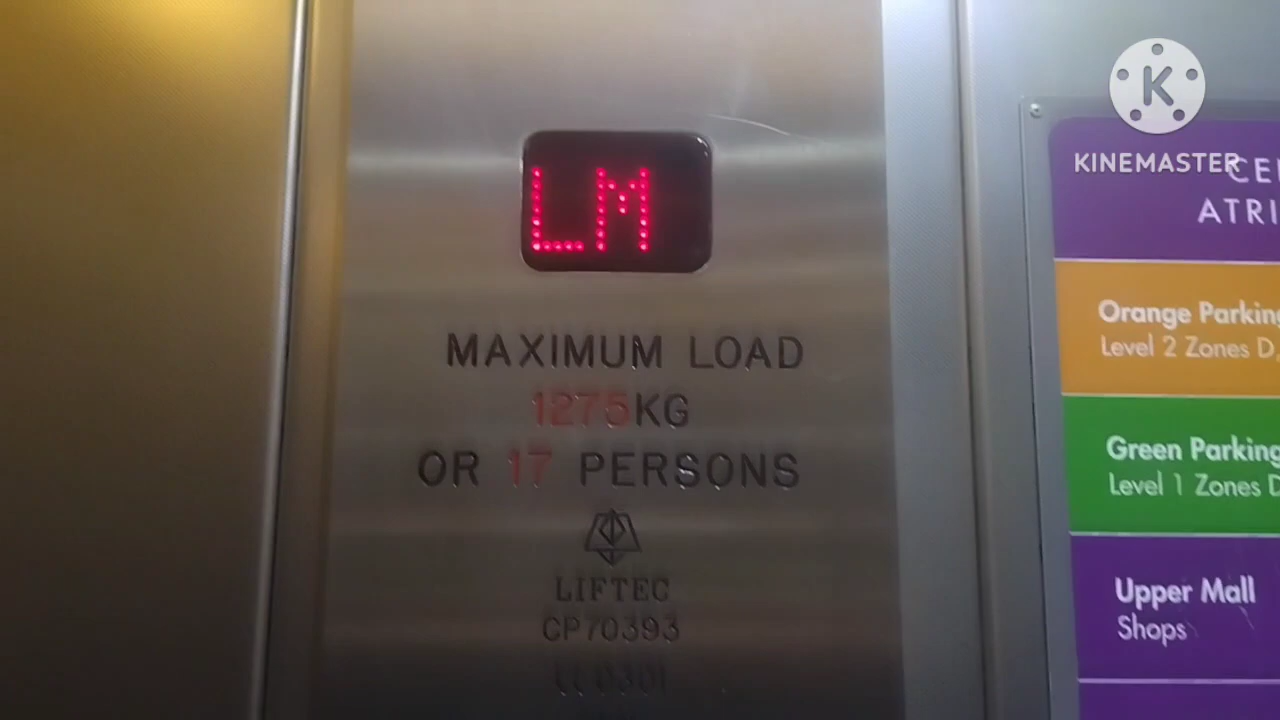 LM
MAXIMUM LOAD
1275KG
OR 17 PERSONS
LIFTEC
CP70393
K
KINEMASTER
Orange Parking
Level 2 Zones D
Green Parking
Level 1 Zones
Upper Mall
Shops